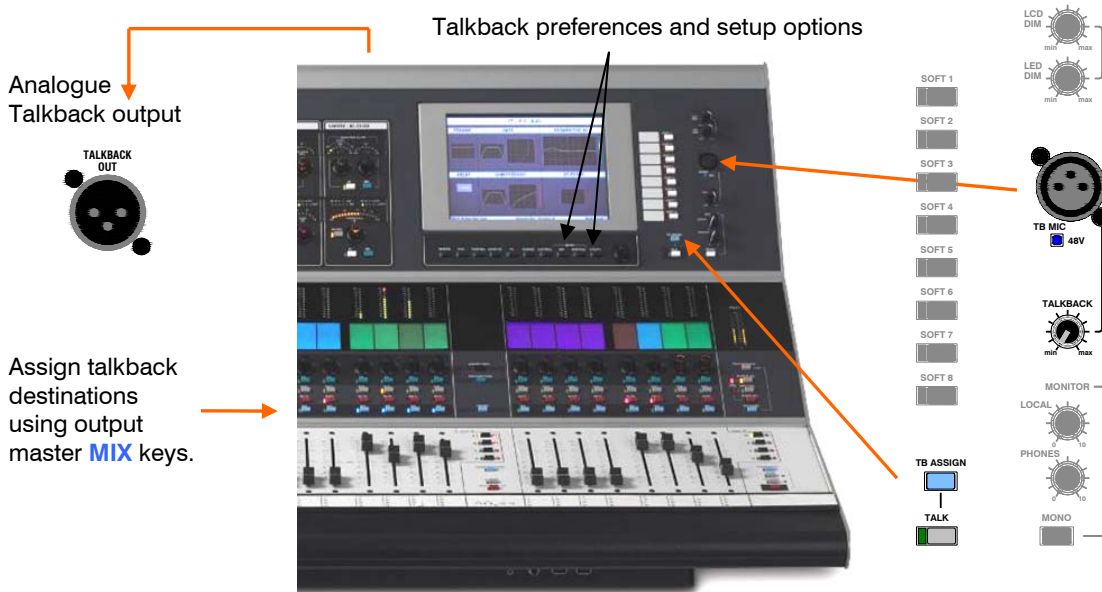 Talkback preferences and setup options
Analogue
Talkback output
TALKBACK
OUT
Assign talkback
destinations
using output
master MIX keys.
LCD
DIM
min max
LED
DIM
min max
SOFT 1
SOFT 2
SOFT 3
SOFT 4
SOFT 5
SOFT 6
SOFT 7
SOFT 8
TB MIC
48V
TALKBACK
min max
MONITOR
LOCAL
0 10
PHONES
0 10
TB ASSIGN
TALK
MONO